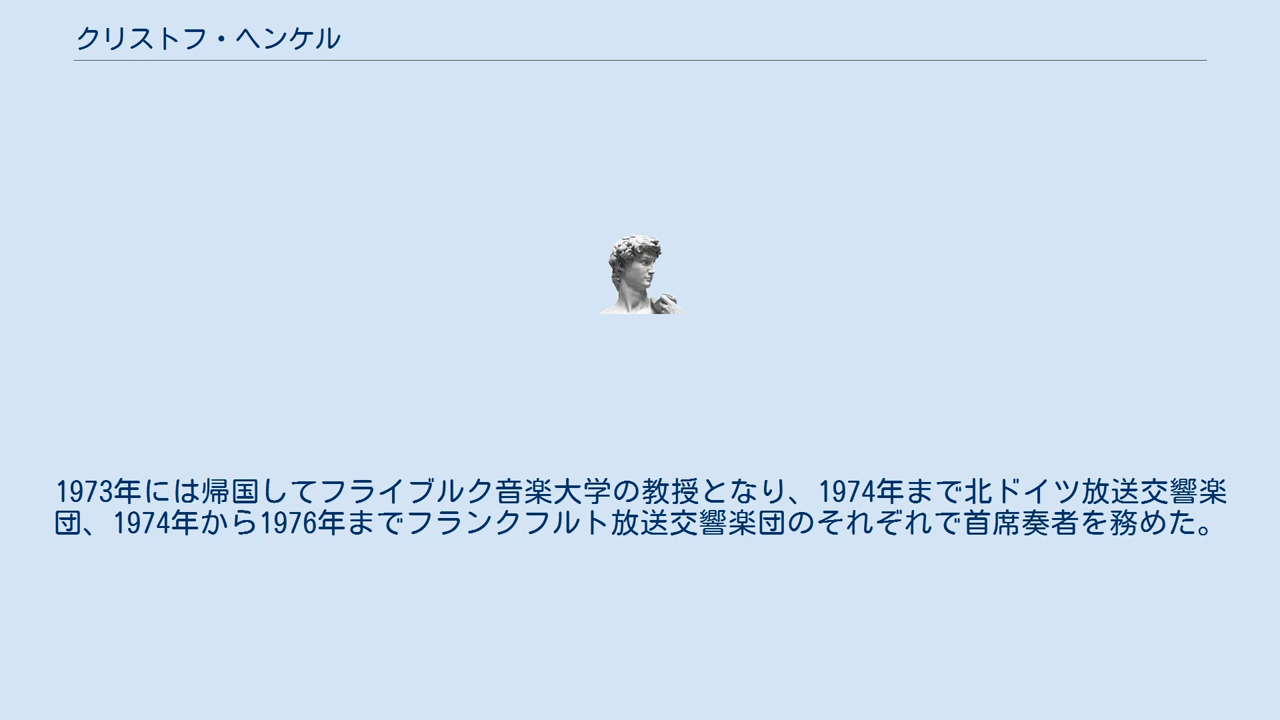 クリストフ・ヘンケル
1973年には帰国してフライブルク音楽大学の教授となり、1974年まで北ドイツ放送交響楽
団、1974年から1976年までフランクフルト放送交響楽団のそれぞれで首席奏者を務めた。